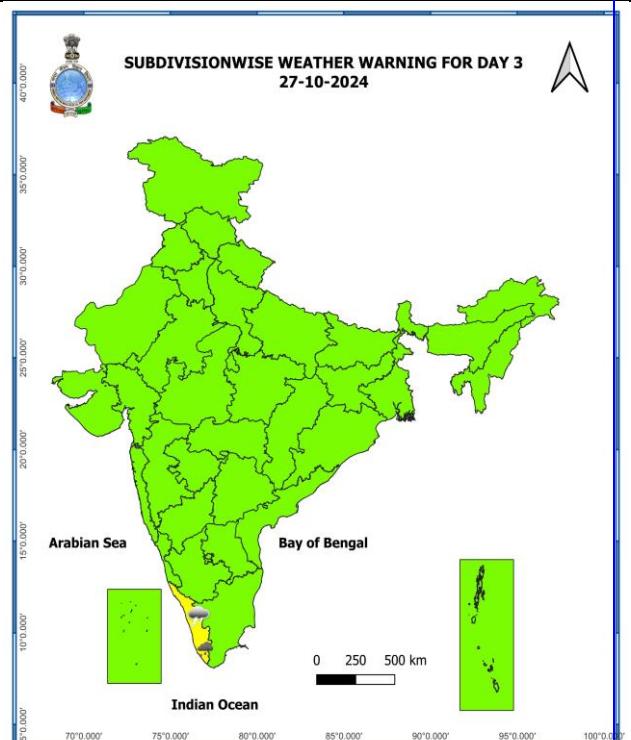 SUBDIVISIONWISE WEATHER WARNING FOR DAY 3
27-10-2024
40°0.000'
35°0.000'
30°0.000'
25°0.000'
20°0.000'
15°0.000'
10°0.000'
5°0.000'
Arabian Sea
Bay of Bengal
0 250 500 km
Indian Ocean
70°0.000' 75°0.000' 80°0.000' 85°0.000' 90°0.000' 95°0.000' 100°0.000'